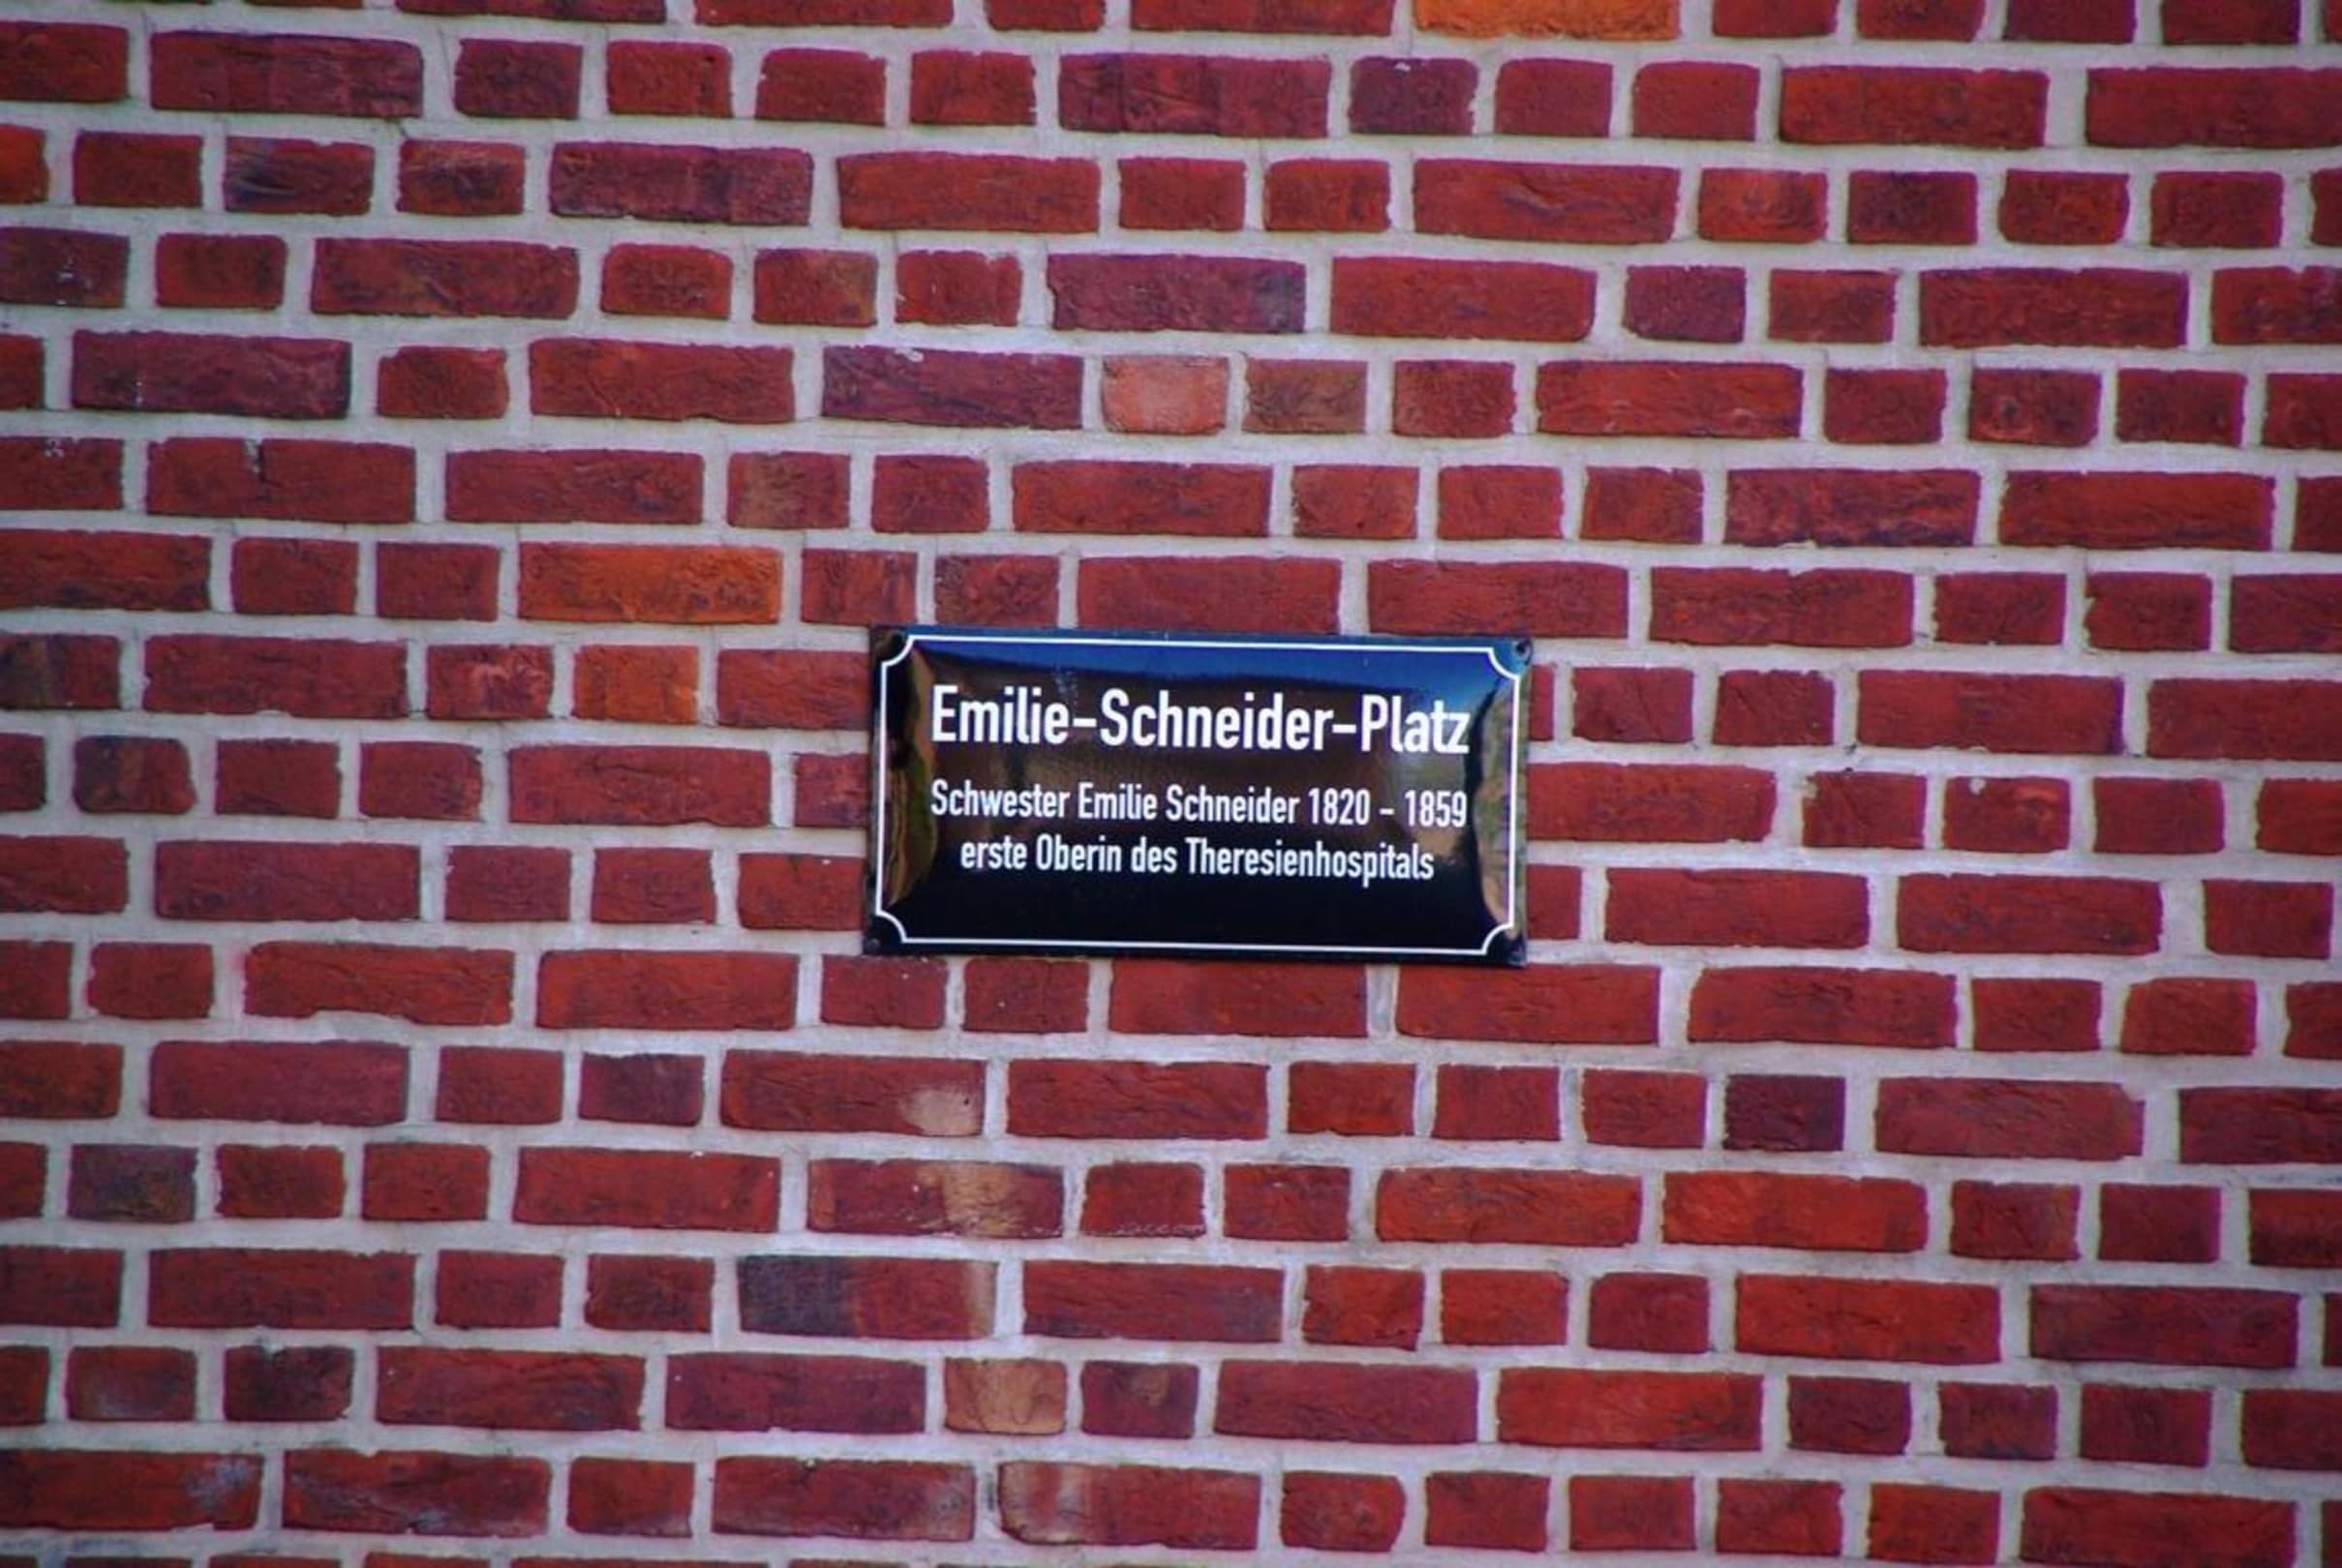 Emilie-Schneider-Platz
Schwester Emilie Schneider 1820 - 1859
erste Oberin des Theresienhospitals